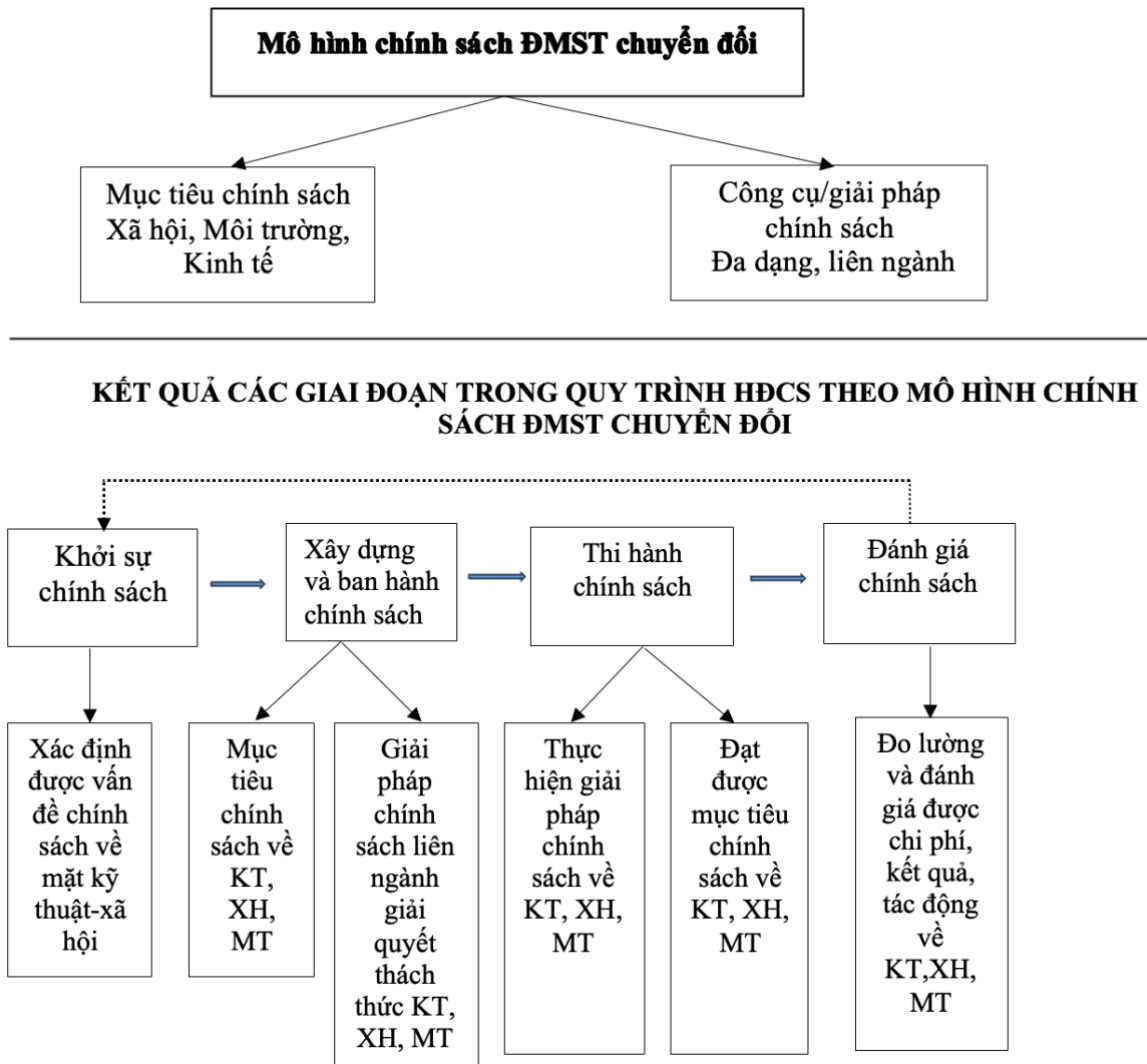 Mô hình chính sách ĐMST chuyển đổi
Mục tiêu chính sách
Xã hội, Môi trường,
Kinh tế
Công cụ/giải pháp
chính sách
Đa dạng, liên ngành
KẾT QUẢ CÁC GIAI ĐOẠN TRONG QUY TRÌNH HĐCS THEO MÔ HÌNH CHÍNH
SÁCH ĐMST CHUYỂN ĐỔI
Khởi sự
chính sách
Xây dựng
và ban hành
chính sách
Thi hành
chính sách
Đánh giá
chính sách
Xác định
được vấn
đề chính
sách về
mặt kỹ
thuật-xã
hội
Mục
tiêu
chính
sách về
KT,
XH,
MT
Giải
pháp
chính
sách liên
ngành
giải
quyết
thách
thức KT,
XH, MT
Thực
hiện giải
pháp
chính
sách về
KT, XH,
MT
Đạt
được
mục tiêu
chính
sách về
KT, XH,
MT
Đo lường
và đánh
giá được
chi phí,
kết quả,
tác động
về
KT,XH,
MT